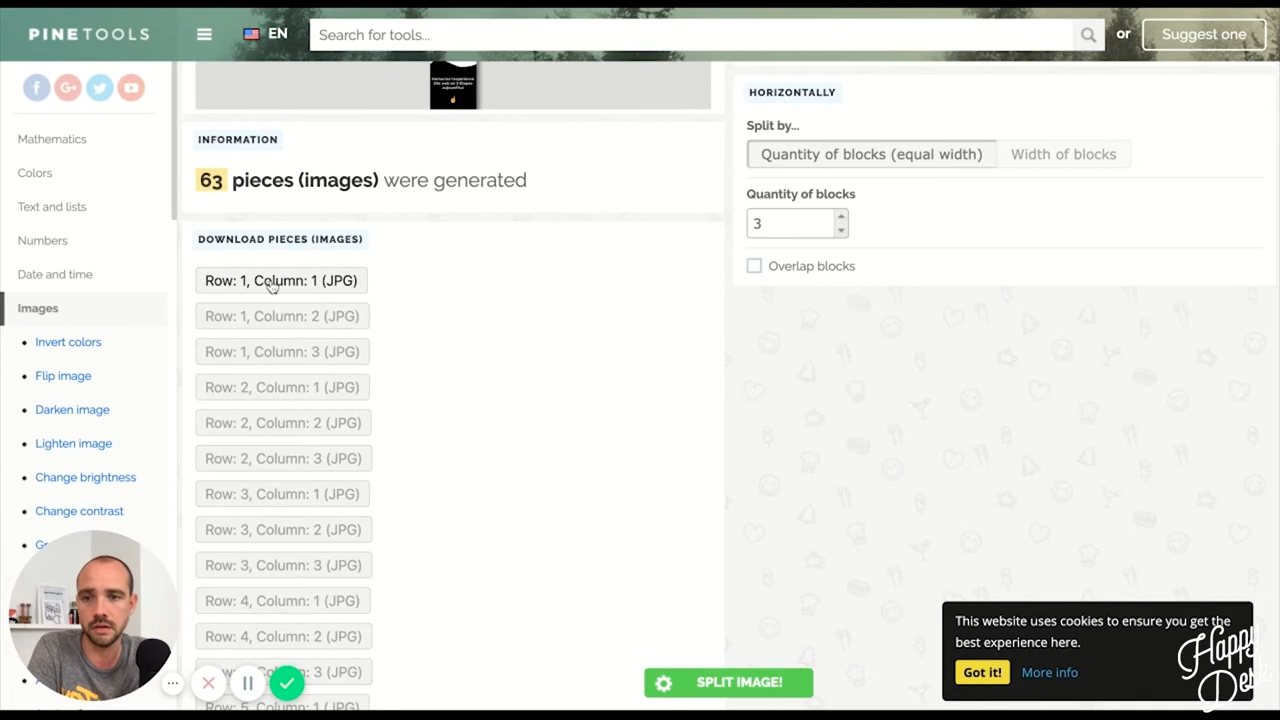 PINETOOLS
EN
Search for tools...
or
Suggest one
Mathematics
Colors
Text and lists
Numbers
Date and time
Images
Invert colors
Flip image
Darken image
Lighten image
Change brightness
Change contrast
INFORMATION
63 pieces (images) were generated
DOWNLOAD PIECES (IMAGES)
Row: 1, Column: 1 (JPG)
Row: 1, Column: 2 (JPG)
Row: 1, Column: 3 (JPG)
Row: 2, Column: 1 (JPG)
Row: 2, Column: 2 (JPG)
Row: 2, Column: 3 (JPG)
Row: 3, Column: 1 (JPG)
Row: 3, Column: 2 (JPG)
Row: 3, Column: 3 (JPG)
Row: 4, Column: 1 (JPG)
Row: 4, Column: 2 (JPG)
: 3 (JPG)
HORIZONTALLY
Split by...
Quantity of blocks (equal width)
Width of blocks
Quantity of blocks
3
Overlap blocks
SPLIT IMAGE!
This website uses cookies to ensure you get the
best experience here.
Got it!
More info
Happy
Desk